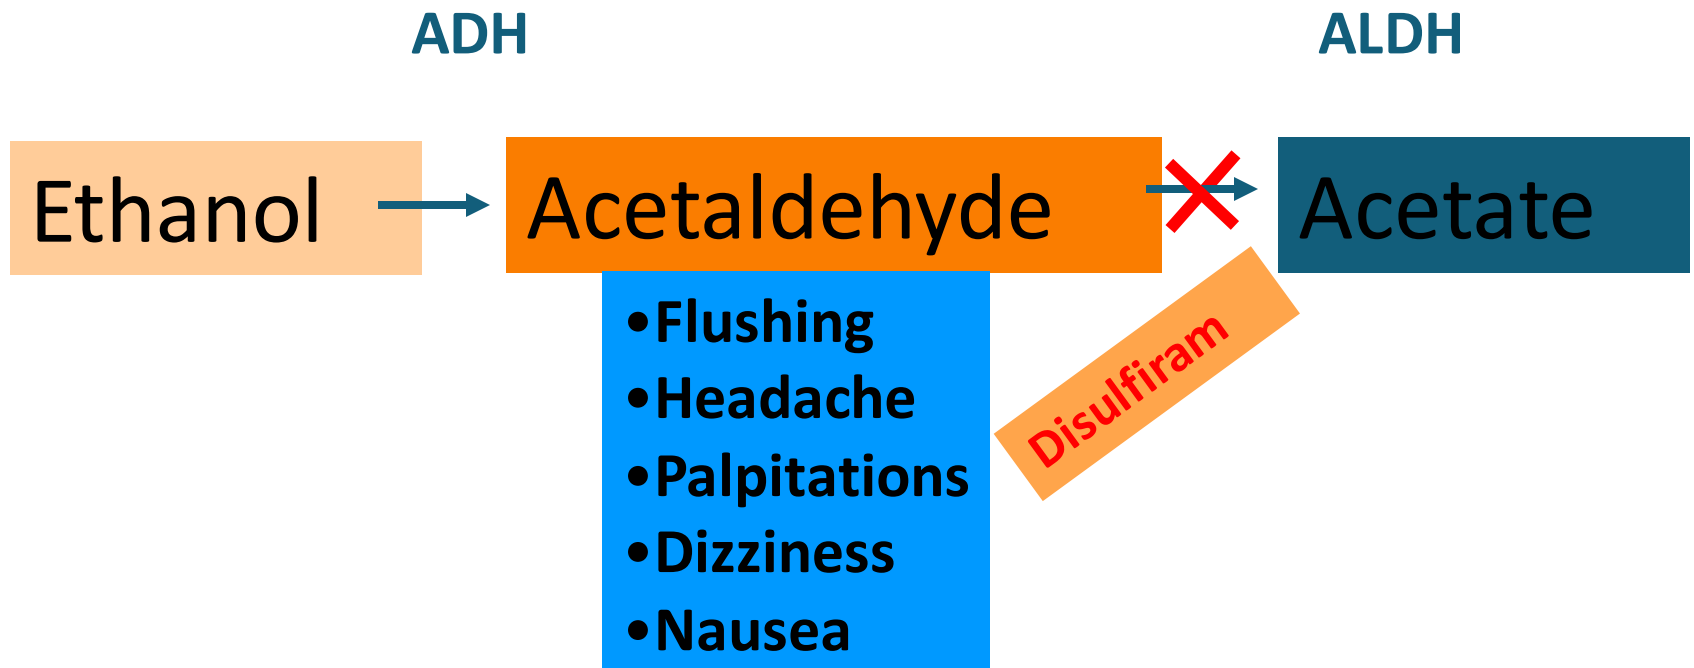 ADH
ALDH
Ethanol
Acetaldehyde
Acetate
•Flushing
•Headache
•Palpitations
•Dizziness
•Nausea
Disulfiram